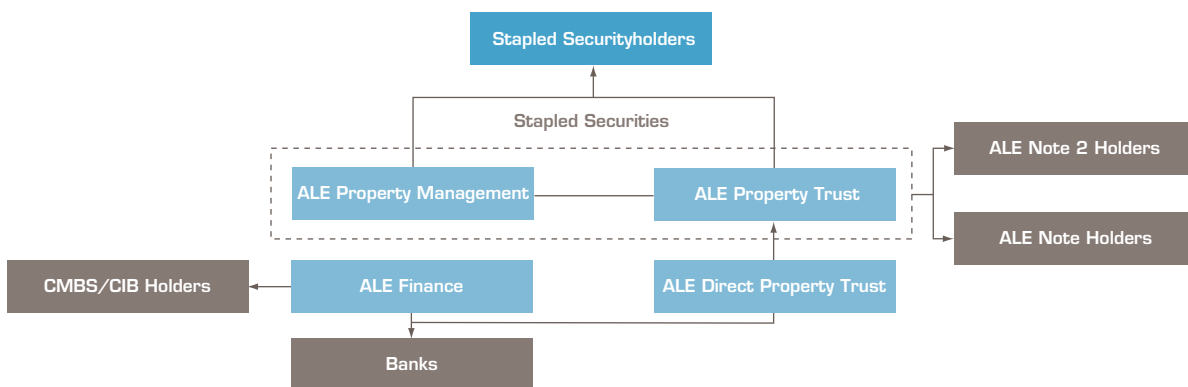 Stapled Securityholders
Stapled Securities
ALE Note 2 Holders
ALE Property Management
ALE Property Trust
ALE Note Holders
CMBS/CIB Holders
ALE Finance
ALE Direct Property Trust
Banks